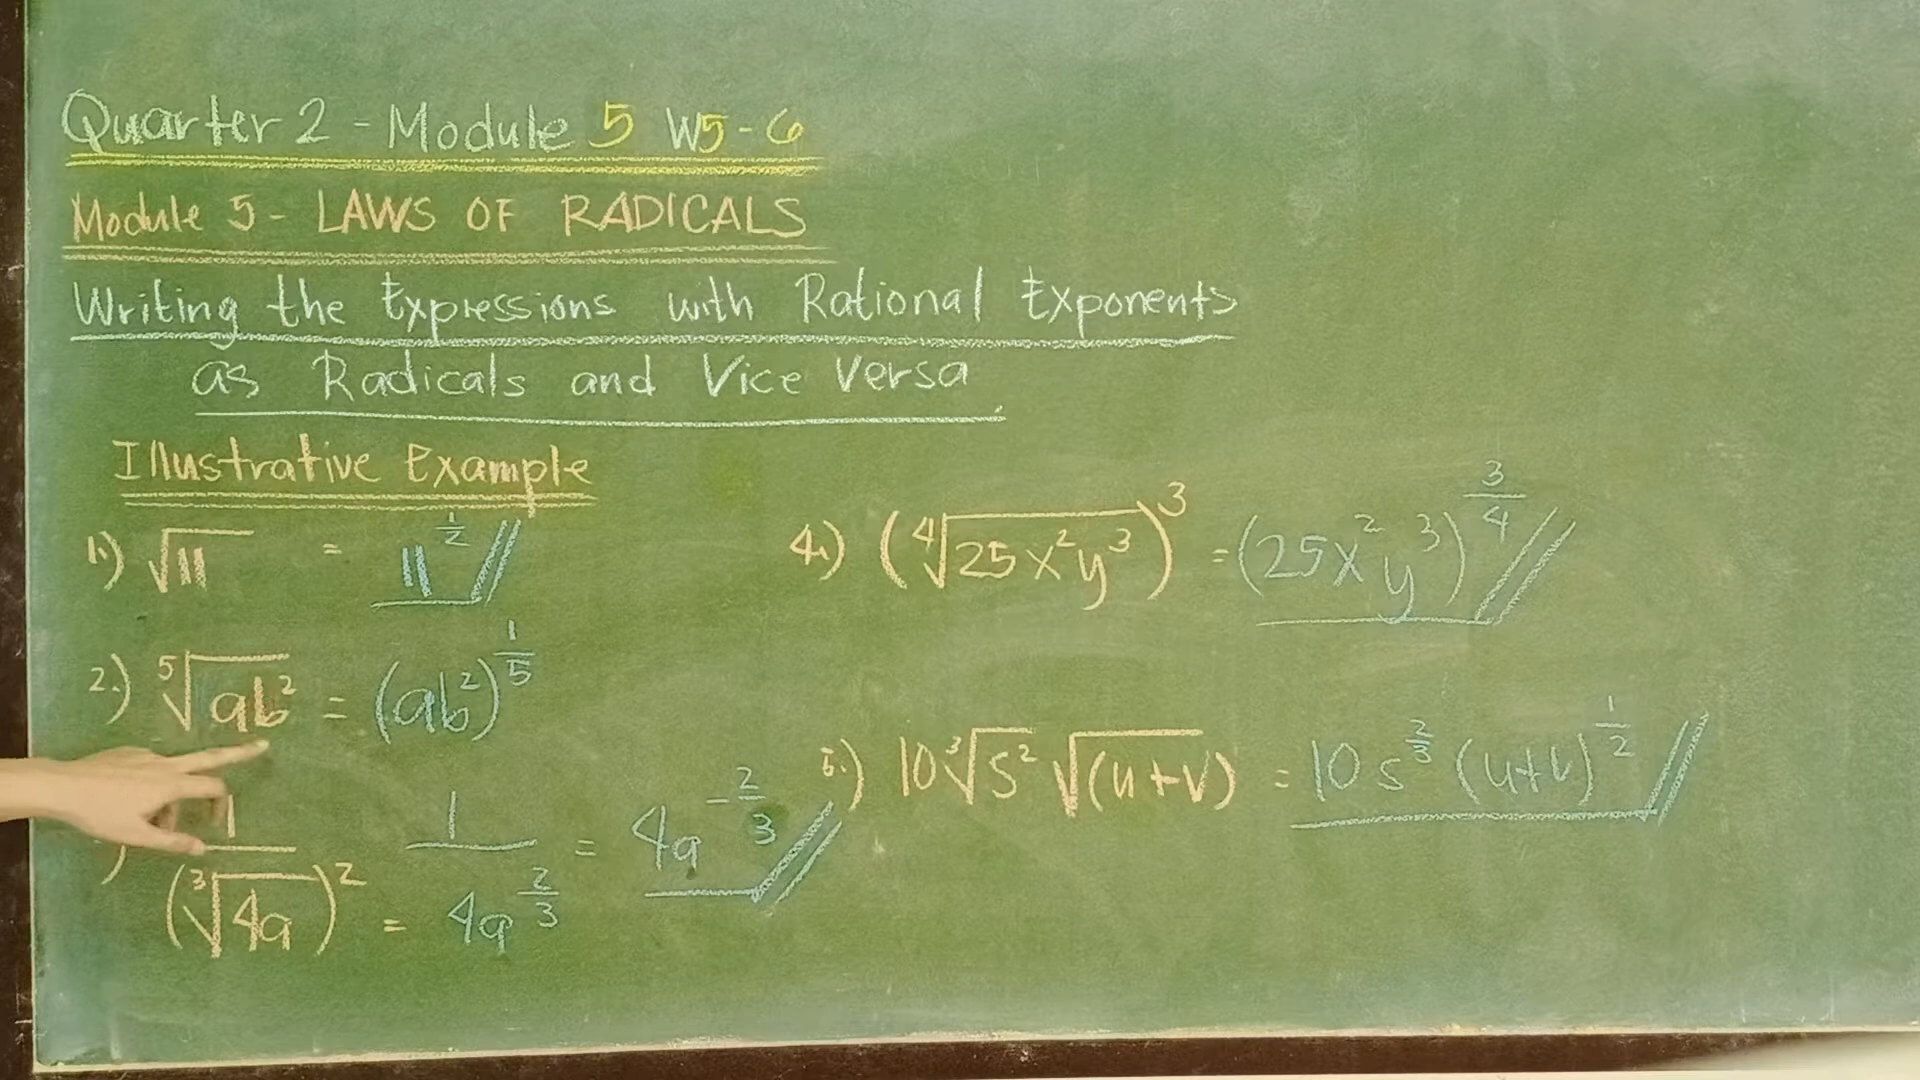 Quarter 2 - Module 5 W5-6
Module 5 - LAWS OF RADICALS
Writing the Expressions with Rational Exponents
as Radicals and Vice Versa
Illustrative Example
1.) √11 = 11^(1/2)
2.) ⁵√(ab²) = (ab²)^(1/5)
) 1/(³√(4a))² = 1/(4a^(2/3)) = 4a^(-2/3)
4.) (⁴√(25x²y³))³ = (25x²y³)^(3/4)
5.) 10 ³√(s²) √(u+v) = 10s^(2/3) (u+v)^(1/2)